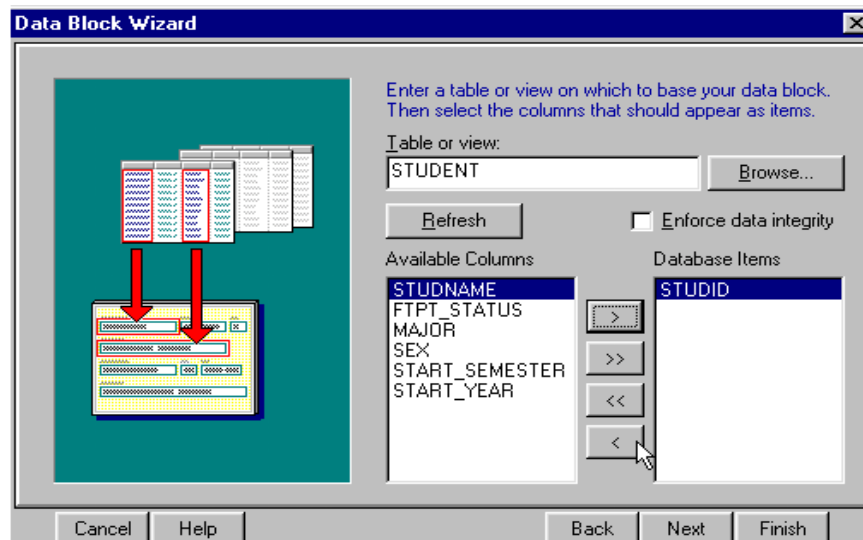 Data Block Wizard
Enter a table or view on which to base your data block.
Then select the columns that should appear as items.
Table or view:
STUDENT
Browse...
Refresh
Enforce data integrity
Available Columns
Database Items
STUDNAME
FTPT_STATUS
MAJOR
SEX
START_SEMESTER
START_YEAR
>
>>
<<
<
STUDID
Cancel
Help
Back
Next
Finish